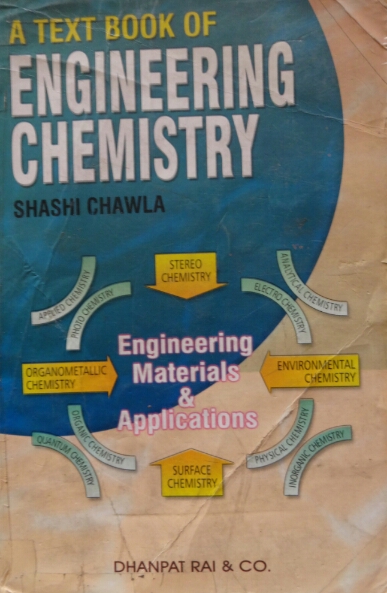 A TEXT BOOK OF
ENGINEERING
CHEMISTRY
SHASHI CHAWLA
STEREO
CHEMISTRY
APPLIED CHEMISTRY
PHOTO CHEMISTRY
ELECTRO CHEMISTRY
ANALYTICAL CHEMISTRY
Engineering
Materials
&
Applications
ORGANOMETALLIC
CHEMISTRY
ENVIRONMENTAL
CHEMISTRY
ORGANIC CHEMISTRY
QUANTUM CHEMISTRY
PHYSICAL CHEMISTRY
INORGANIC CHEMISTRY
SURFACE
CHEMISTRY
DHANPAT RAI & CO.